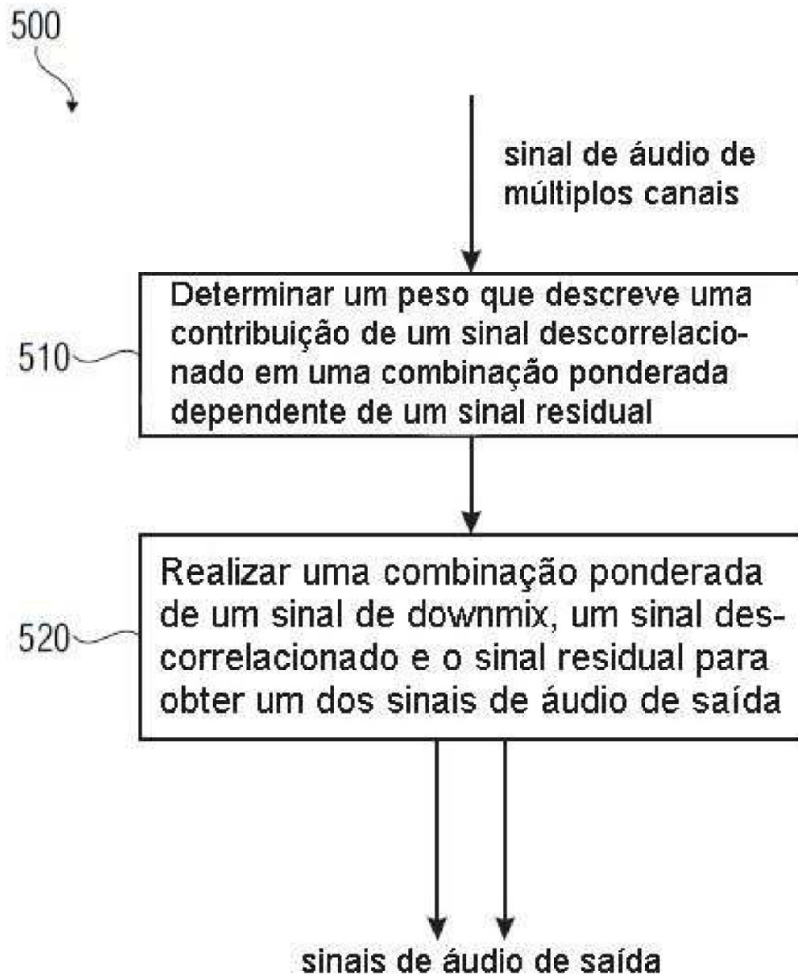 500
sinal de áudio de
múltiplos canais
510
Determinar um peso que descreve uma
contribuição de um sinal descorrelacio-
nado em uma combinação ponderada
dependente de um sinal residual
520
Realizar uma combinação ponderada
de um sinal de downmix, um sinal des-
correlacionado e o sinal residual para
obter um dos sinais de áudio de saída
sinais de áudio de saída